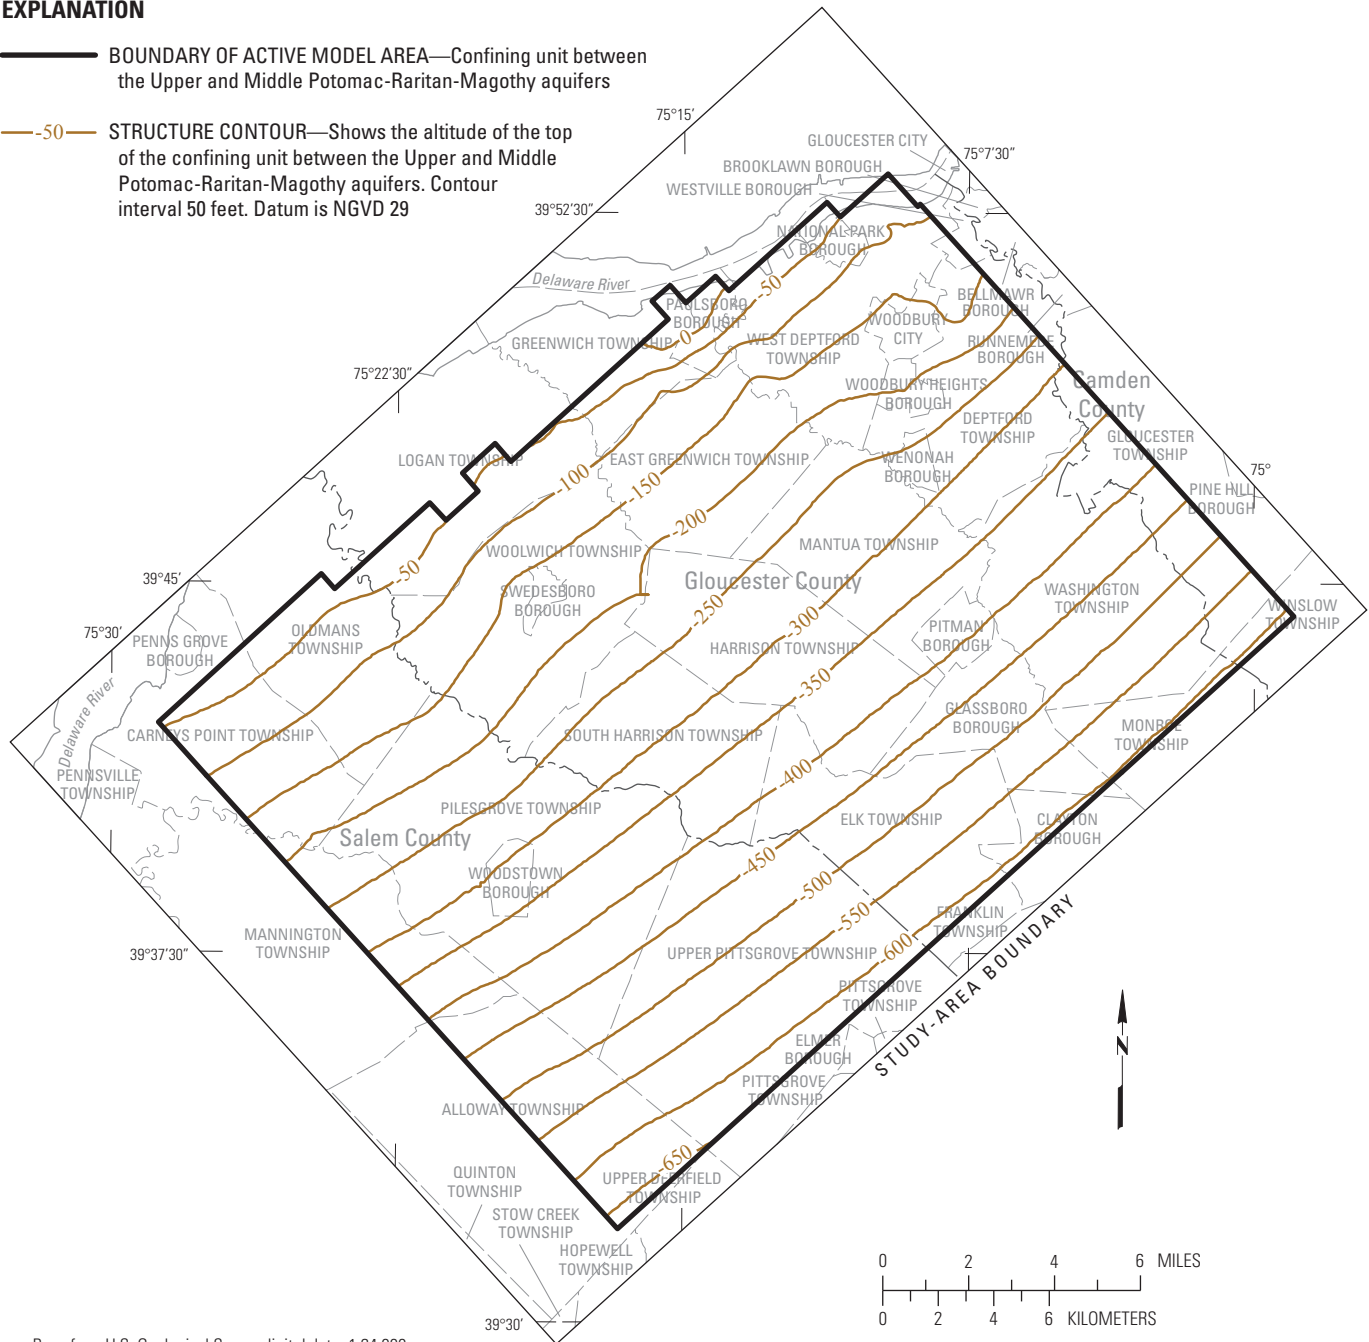 EXPLANATION
BOUNDARY OF ACTIVE MODEL AREA—Confining unit between
the Upper and Middle Potomac-Raritan-Magothy aquifers
-50
STRUCTURE CONTOUR—Shows the altitude of the top
of the confining unit between the Upper and Middle
Potomac-Raritan-Magothy aquifers. Contour
interval 50 feet. Datum is NGVD 29
75°15’
GLOUCESTER CITY
75°7’30”
BROOKLAWN BOROUGH
WESTVILLE BOROUGH
39°52’30”
NATIONAL PARK
BOROUGH
Delaware River
-50
PAULSBORO
BOROUGH
BELLMAWR
BOROUGH
WOODBURY
CITY
0
GREENWICH TOWNSHIP
WEST DEPTFORD
TOWNSHIP
RUNNEMEDE
BOROUGH
75°22’30”
WOODBURY HEIGHTS
BOROUGH
Camden
County
DEPTFORD
TOWNSHIP
GLOUCESTER
TOWNSHIP
LOGAN TOWNSHIP
EAST GREENWICH TOWNSHIP
WENONAH
BOROUGH
75°
-100
-150
PINE HILL
BOROUGH
-200
WOOLWICH TOWNSHIP
MANTUA TOWNSHIP
39°45’
-50
SWEDESBORO
BOROUGH
Gloucester County
WASHINGTON
TOWNSHIP
WINSLOW
TOWNSHIP
75°30’
PENNS GROVE
BOROUGH
OLDMANS
TOWNSHIP
-250
-300
HARRISON TOWNSHIP
PITMAN
BOROUGH
-350
Delaware River
CARNEYS POINT TOWNSHIP
SOUTH HARRISON TOWNSHIP
GLASSBORO
BOROUGH
MONROE
TOWNSHIP
PENNSVILLE
TOWNSHIP
-400
PILESGROVE TOWNSHIP
Salem County
ELK TOWNSHIP
CLAYTON
BOROUGH
WOODSTOWN
BOROUGH
-450
-500
-550
FRANKLIN
TOWNSHIP
MANNINGTON
TOWNSHIP
39°37’30”
UPPER PITTSGROVE TOWNSHIP
-600
PITTSGROVE
TOWNSHIP
STUDY-AREA BOUNDARY
N
ELMER
BOROUGH
PITTSGROVE
TOWNSHIP
ALLOWAY TOWNSHIP
-650
QUINTON
TOWNSHIP
UPPER DEERFIELD
TOWNSHIP
STOW CREEK
TOWNSHIP
HOPEWELL
TOWNSHIP
0 2 4 6 MILES
0 2 4 6 KILOMETERS
39°30’